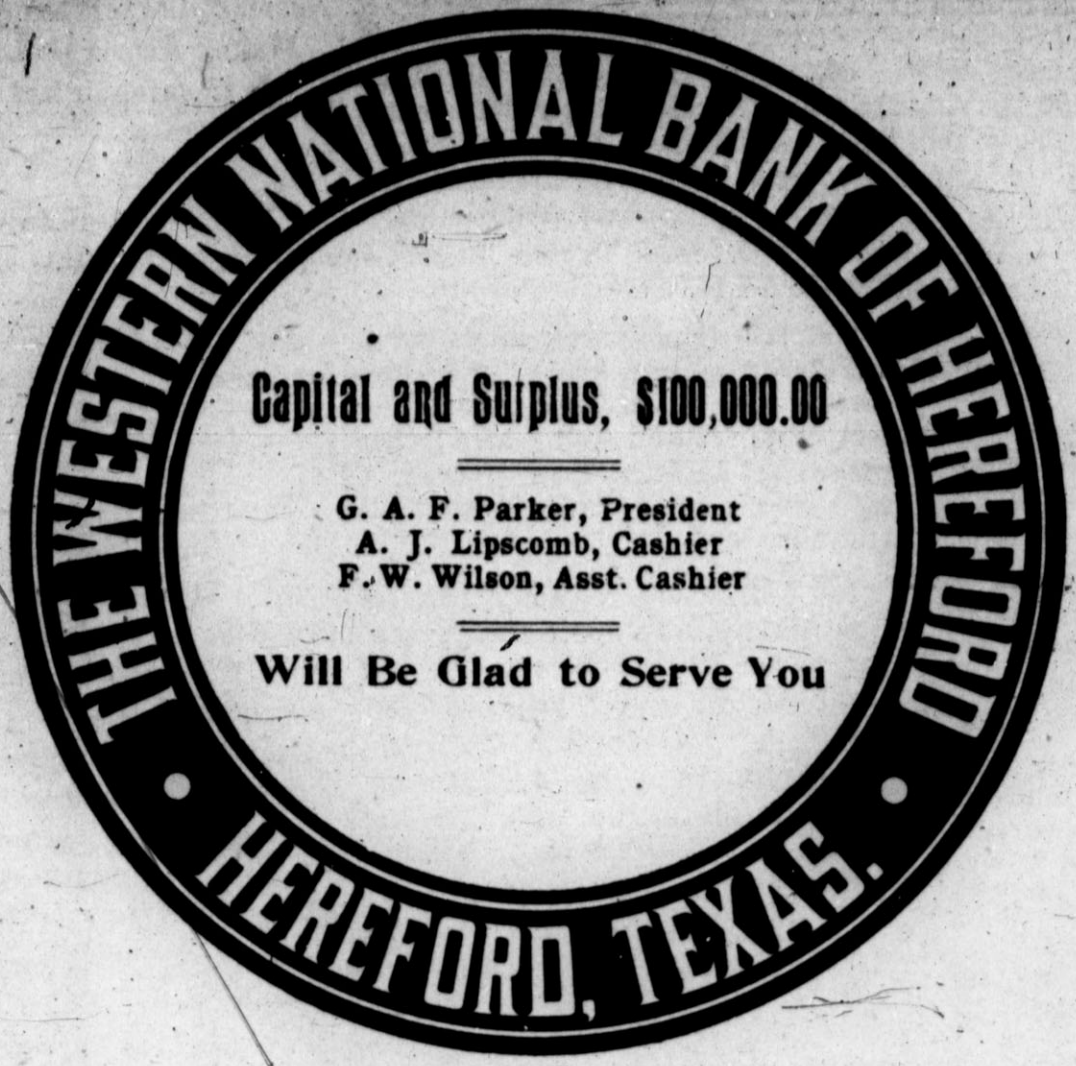 THE WESTERN NATIONAL BANK OF HEREFORD
Capital and Surplus, $100,000.00
G. A. F. Parker, President
A. J. Lipscomb, Cashier
F. W. Wilson, Asst. Cashier
Will Be Glad to Serve You
HEREFORD, TEXAS.